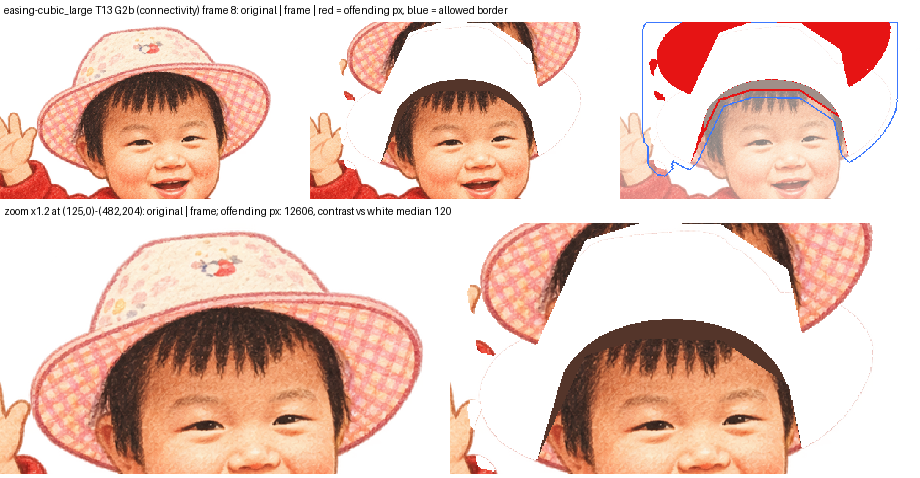 easing-cubic_large T13 G2b (connectivity) frame 8: original | frame | red = offending px, blue = allowed border
zoom x1.2 at (125,0)-(482,204): original | frame; offending px: 12606, contrast vs white median 120